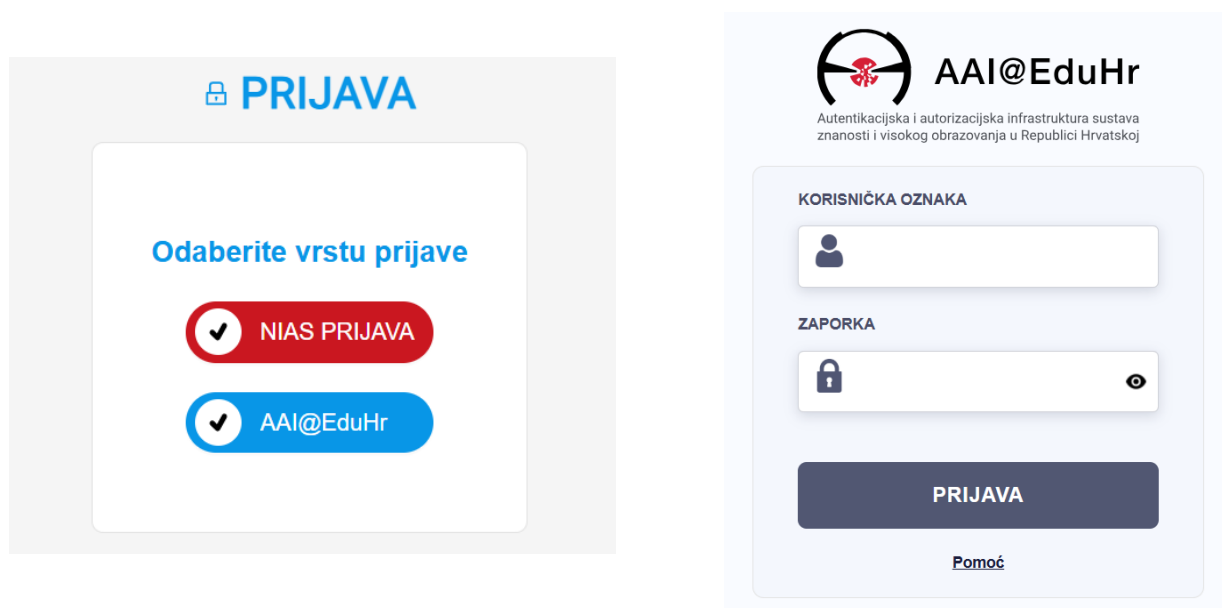 PRIJAVA
Odaberite vrstu prijave
NIAS PRIJAVA
AAI@EduHr
AAI@EduHr
Autentikacijska i autorizacijska infrastruktura sustava
znanosti i visokog obrazovanja u Republici Hrvatskoj
KORISNIČKA OZNAKA
ZAPORKA
PRIJAVA
Pomoć